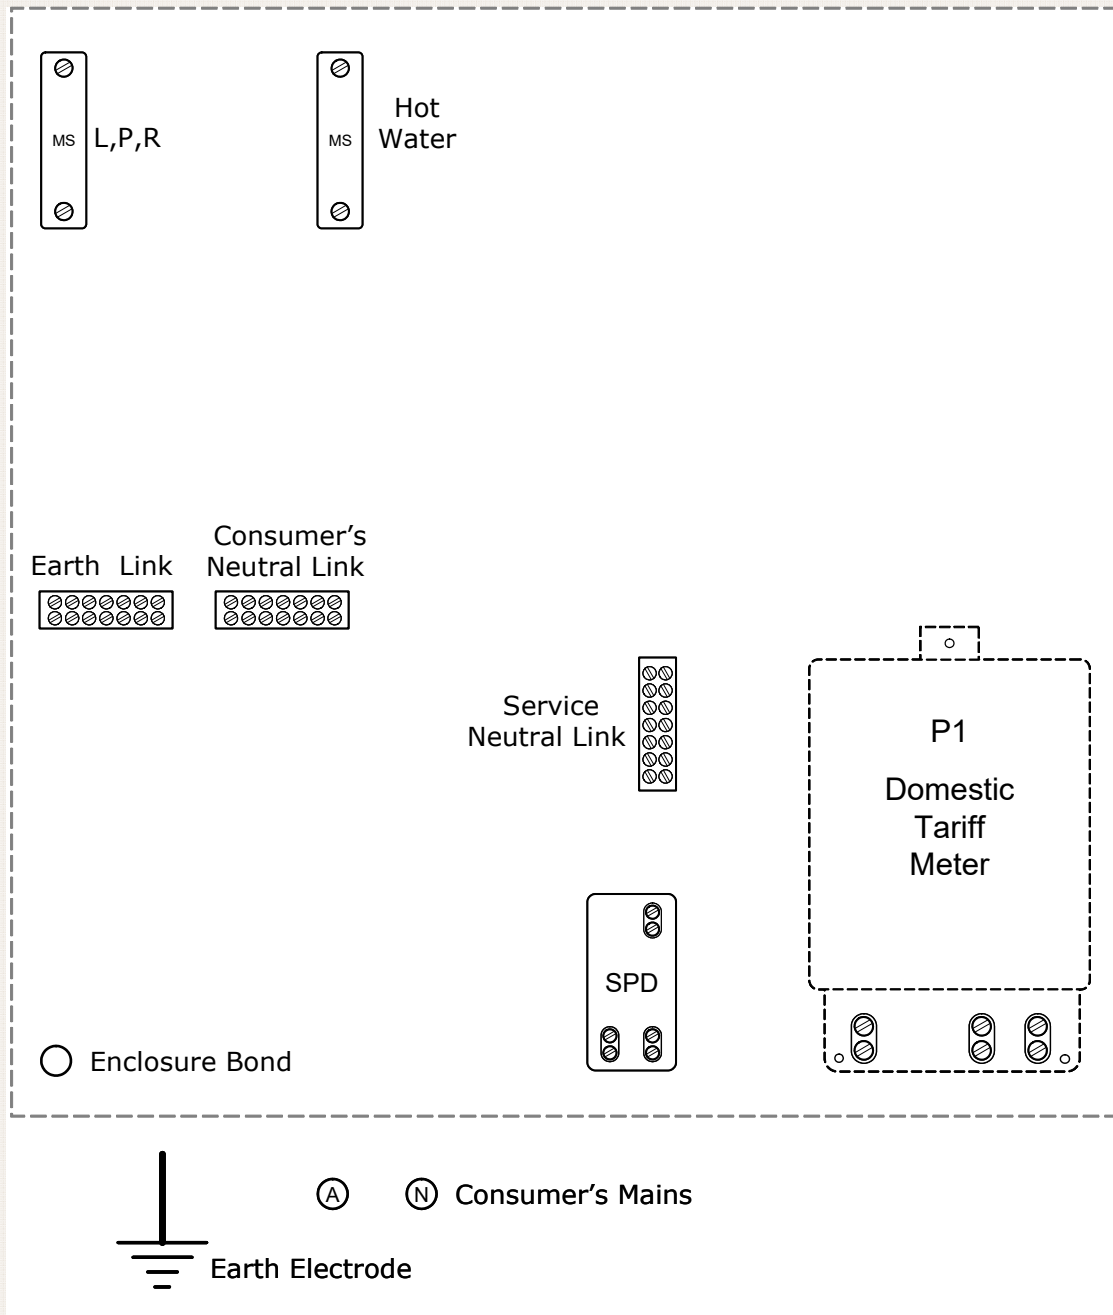 MS
L,P,R
MS
Hot
Water
Earth Link
Consumer's
Neutral Link
Service
Neutral Link
P1
Domestic
Tariff
Meter
SPD
Enclosure Bond
A
N
Consumer's Mains
Earth Electrode